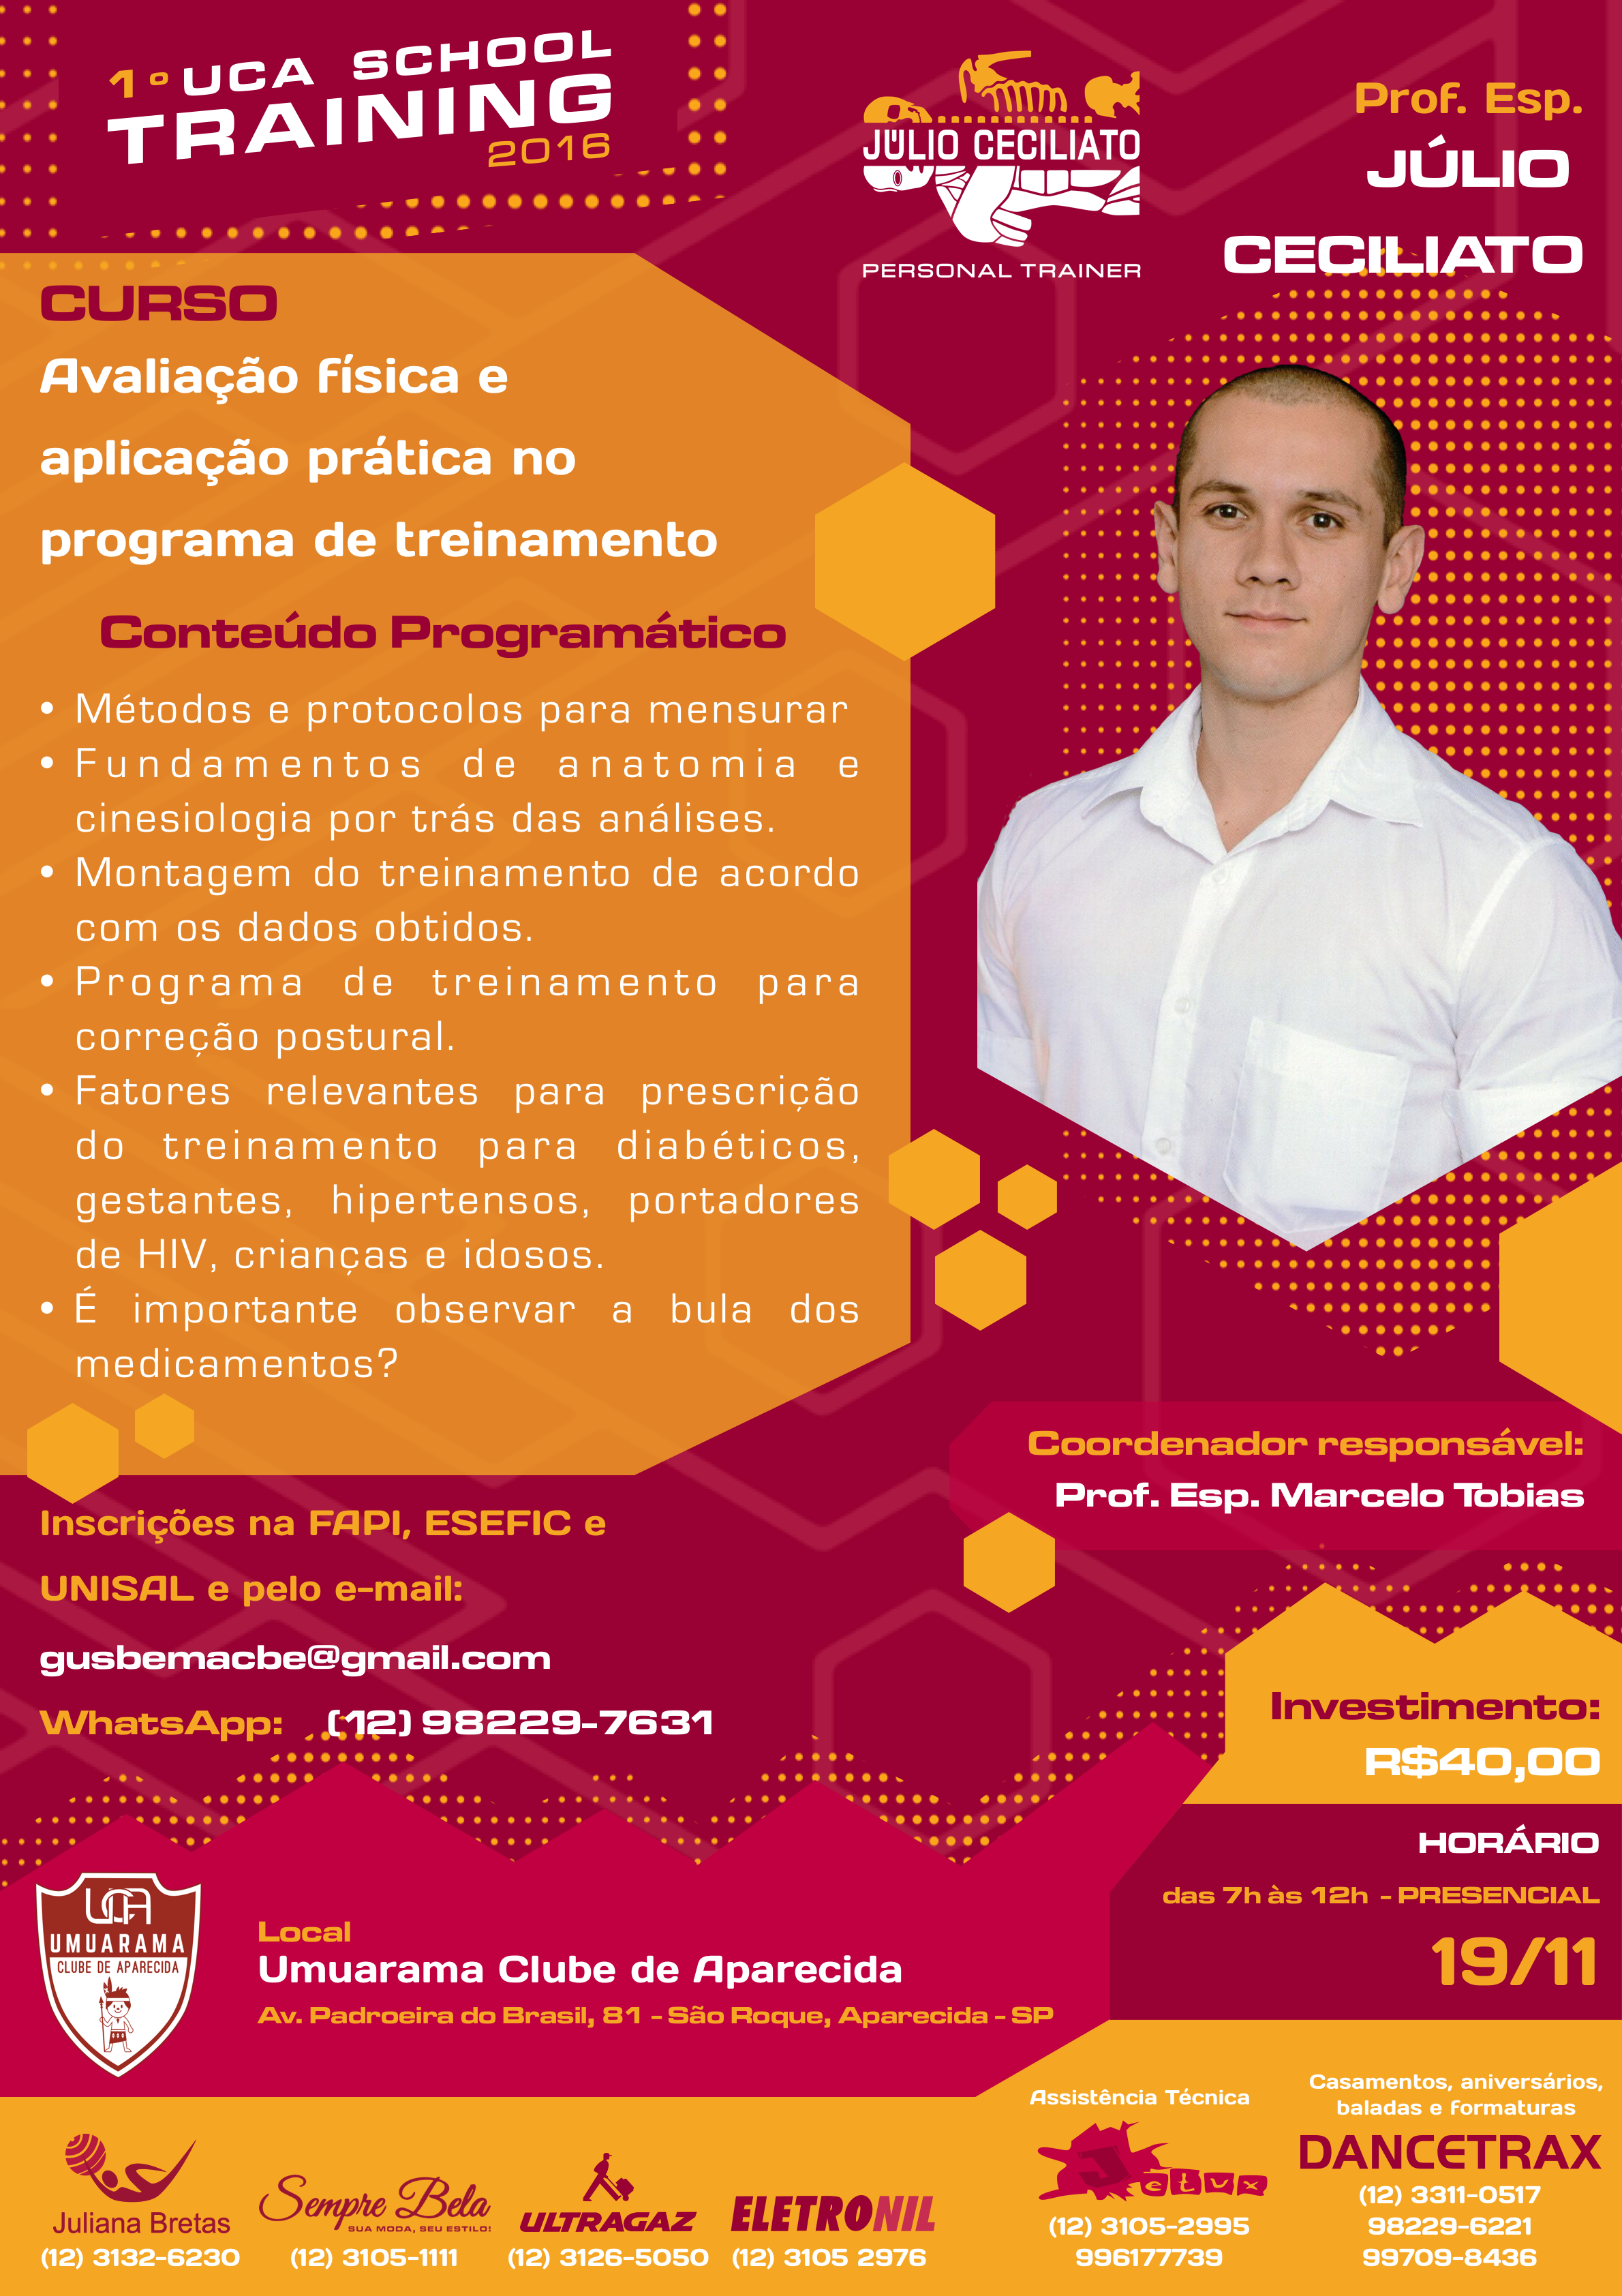 1º UCA SCHOOL
TRAINING
2016
JÚLIO CECILIATO
PERSONAL TRAINER
Prof. Esp.
JÚLIO
CECILIATO
CURSO
Avaliação física e
aplicação prática no
programa de treinamento
Conteúdo Programático
• Métodos e protocolos para mensurar
• Fundamentos de anatomia e
cinesiologia por trás das análises.
• Montagem do treinamento de acordo
com os dados obtidos.
• Programa de treinamento para
correção postural.
• Fatores relevantes para prescrição
do treinamento para diabéticos,
gestantes, hipertensos, portadores
de HIV, crianças e idosos.
• É importante observar a bula dos
medicamentos?
Coordenador responsável:
Prof. Esp. Marcelo Tobias
Inscrições na FAPI, ESEFIC e
UNISAL e pelo e-mail:
gusbemacbe@gmail.com
WhatsApp: (12) 98229-7631
Investimento:
R$40,00
HORÁRIO
das 7h às 12h - PRESENCIAL
19/11
UCA
UMUARAMA
CLUBE DE APARECIDA
Local
Umuarama Clube de Aparecida
Av. Padroeira do Brasil, 81 - São Roque, Aparecida - SP
Juliana Bretas
(12) 3132-6230
Sempre Bela
SUA MODA, SEU ESTILO!
(12) 3105-1111
ULTRAGAZ
(12) 3126-5050
ELETRONIL
(12) 3105 2976
Assistência Técnica
Jetux
(12) 3105-2995
996177739
Casamentos, aniversários,
baladas e formaturas
DANCETRAX
(12) 3311-0517
98229-6221
99709-8436